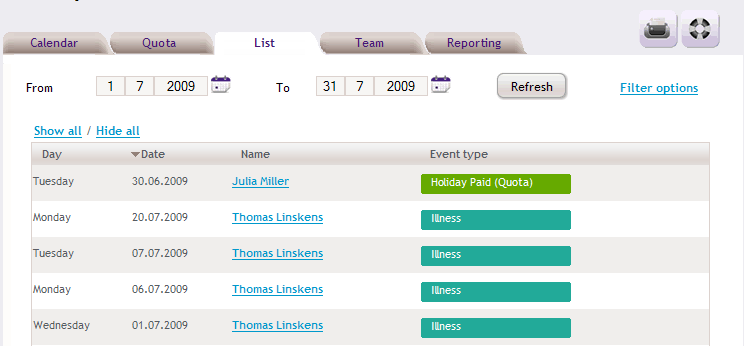 Calendar Quota List Team Reporting
From 1 7 2009 To 31 7 2009 Refresh Filter options
Show all / Hide all
Day Date Name Event type
Tuesday 30.06.2009 Julia Miller Holiday Paid (Quota)
Monday 20.07.2009 Thomas Linskens Illness
Tuesday 07.07.2009 Thomas Linskens Illness
Monday 06.07.2009 Thomas Linskens Illness
Wednesday 01.07.2009 Thomas Linskens Illness